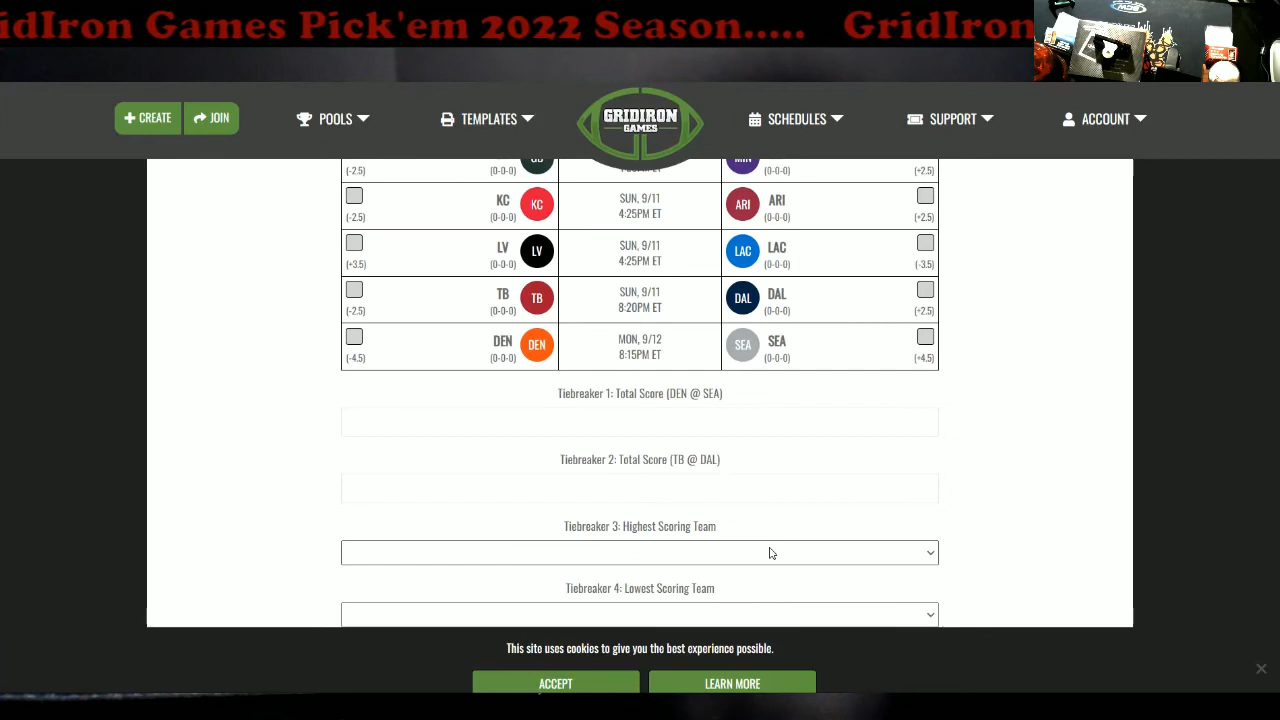 idIron Games Pick'em 2022 Season..... GridIron
CREATE JOIN POOLS TEMPLATES GRIDIRON GAMES SCHEDULES SUPPORT ACCOUNT
(-2.5) (0-0-0) MIN (0-0-0) (+2.5)
KC (0-0-0) (-2.5) KC SUN, 9/11 4:25PM ET ARI ARI (0-0-0) (+2.5)
LV (0-0-0) (+3.5) LV SUN, 9/11 4:25PM ET LAC LAC (0-0-0) (-3.5)
TB (0-0-0) (-2.5) TB SUN, 9/11 8:20PM ET DAL DAL (0-0-0) (+2.5)
DEN (0-0-0) (-4.5) DEN MON, 9/12 8:15PM ET SEA SEA (0-0-0) (+4.5)
Tiebreaker 1: Total Score (DEN @ SEA)
Tiebreaker 2: Total Score (TB @ DAL)
Tiebreaker 3: Highest Scoring Team
Tiebreaker 4: Lowest Scoring Team
This site uses cookies to give you the best experience possible.
ACCEPT LEARN MORE